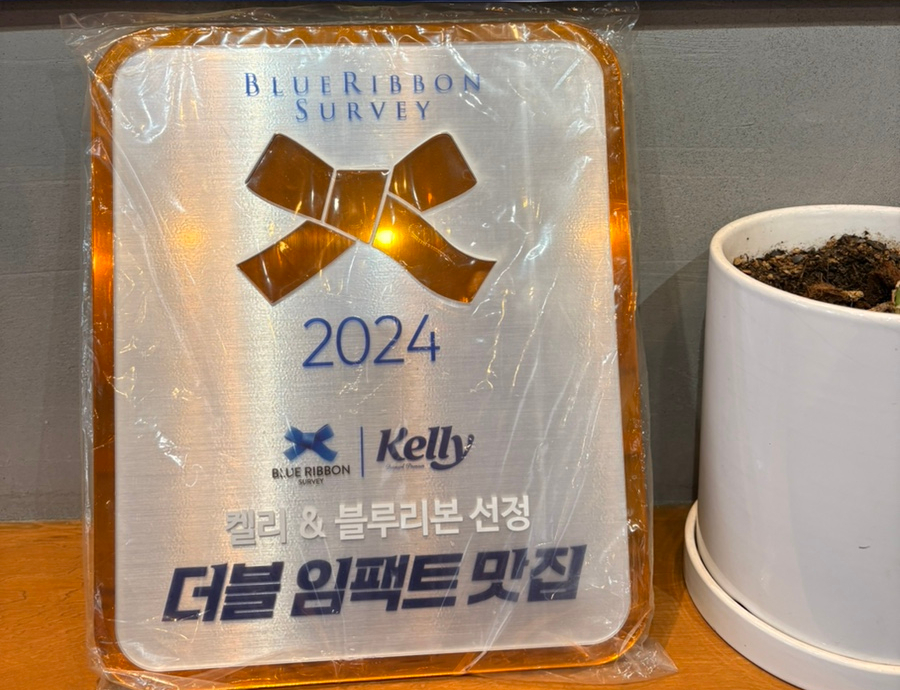 BLUERIBBON
SURVEY
2024
BLUE RIBBON
SURVEY
Kelly
켈리 & 블루리본 선정
더블 임팩트 맛집